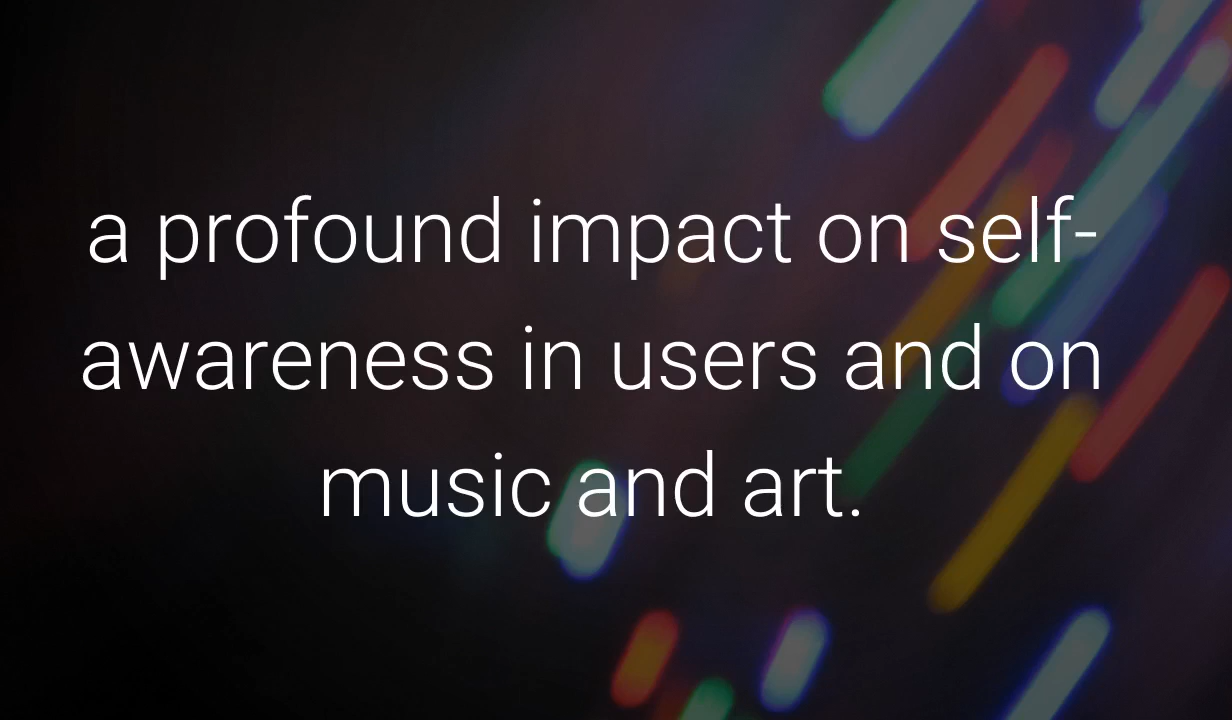 a profound impact on self-
awareness in users and on
music and art.